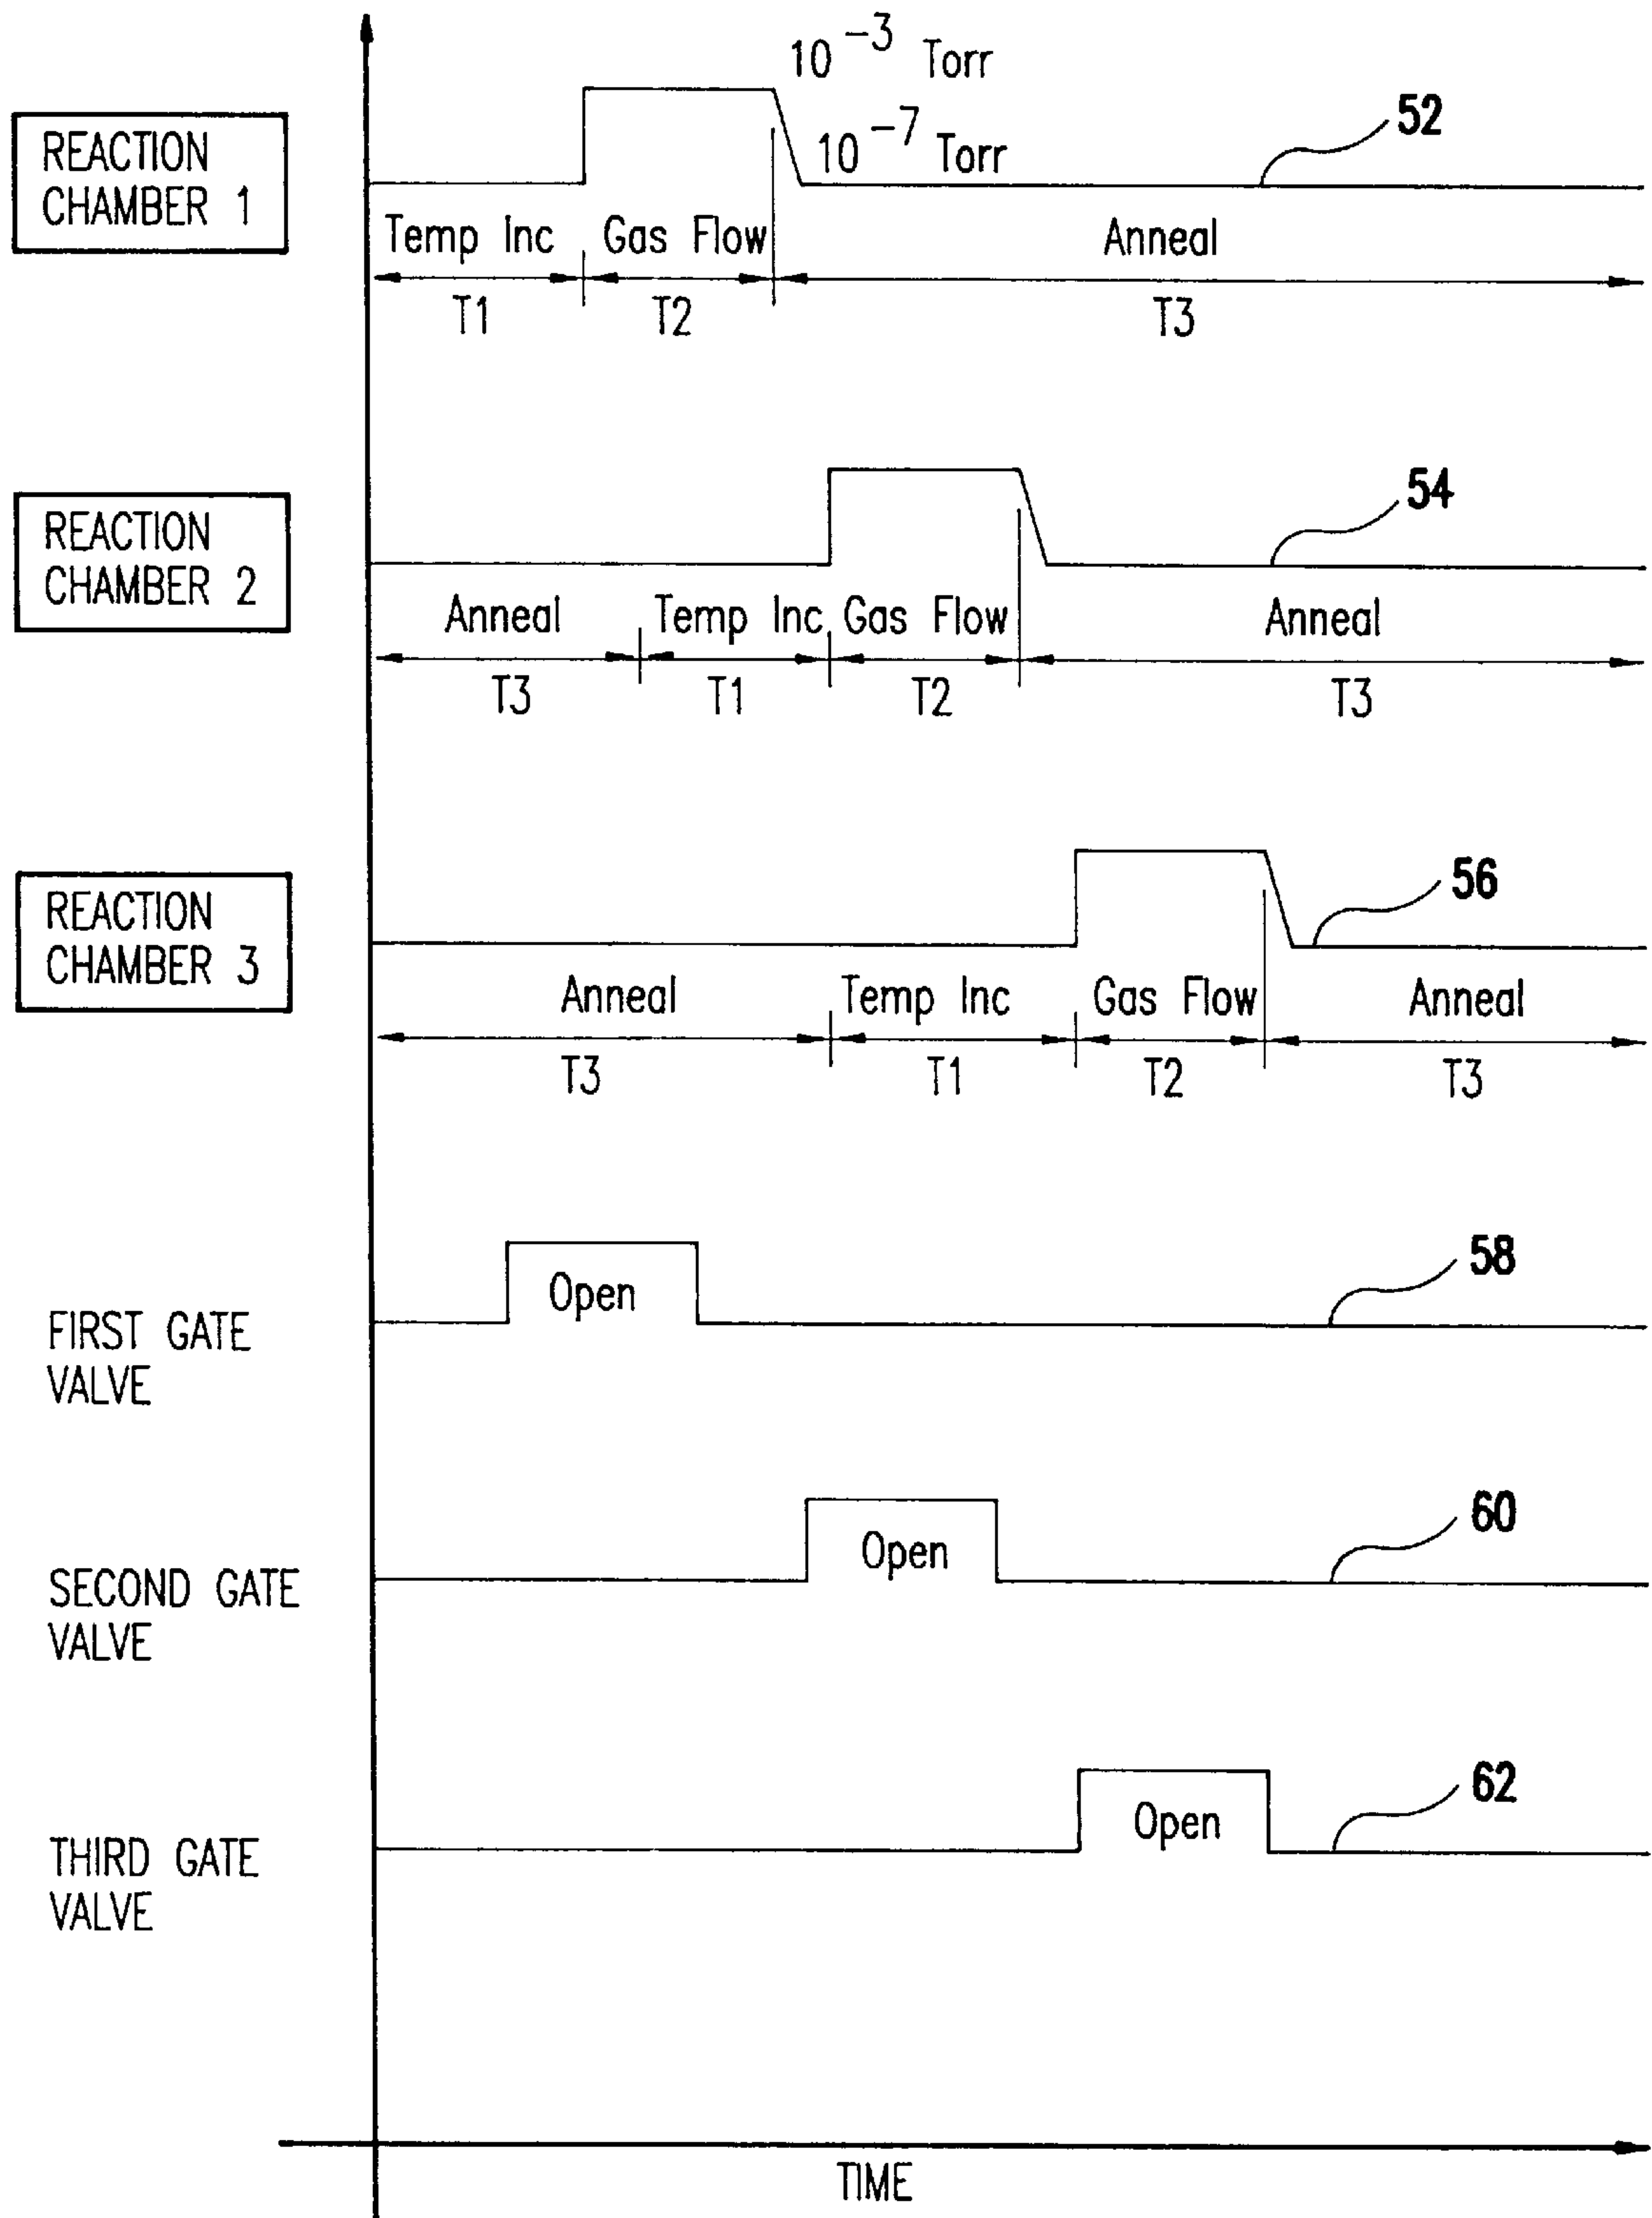 10⁻³ Torr
REACTION
CHAMBER 1
10⁻⁷ Torr
52
Temp Inc Gas Flow Anneal
T1 T2 T3
REACTION
CHAMBER 2
54
Anneal Temp Inc Gas Flow Anneal
T3 T1 T2 T3
REACTION
CHAMBER 3
56
Anneal Temp Inc Gas Flow Anneal
T3 T1 T2 T3
FIRST GATE
VALVE
Open
58
SECOND GATE
VALVE
Open
60
THIRD GATE
VALVE
Open
62
TIME